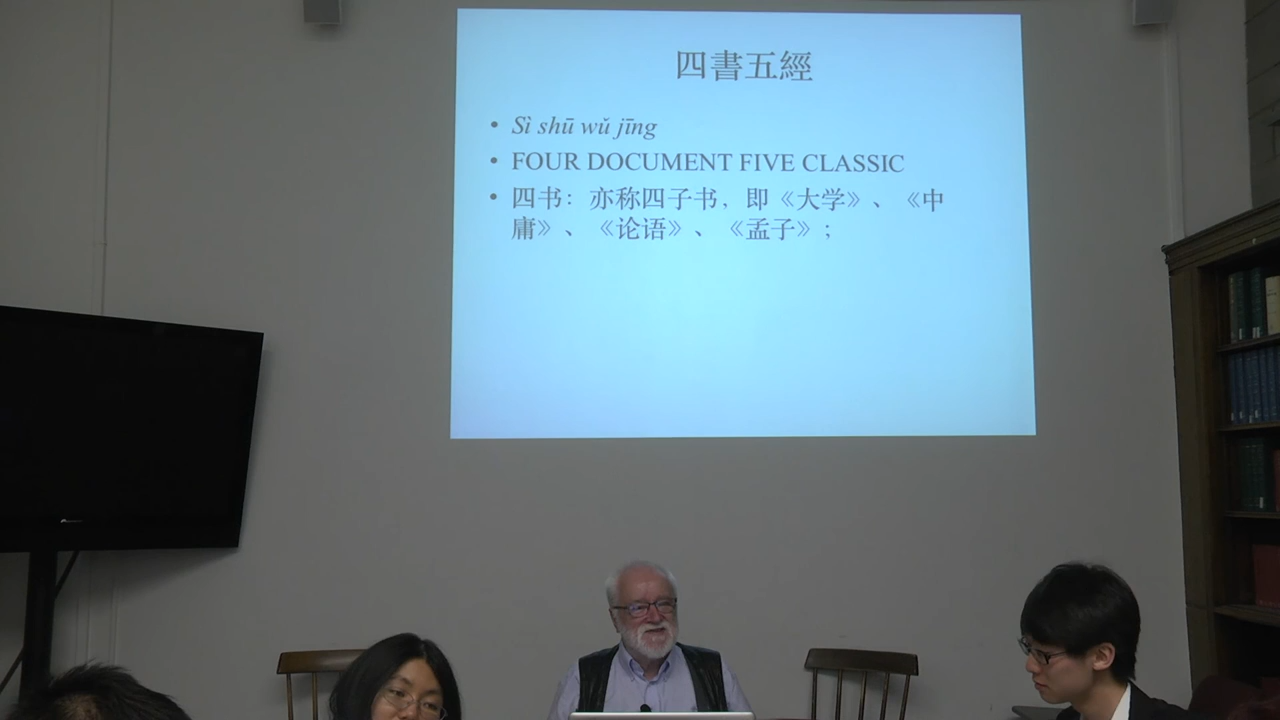 四書五經
• Sì shū wǔ jīng
• FOUR DOCUMENT FIVE CLASSIC
• 四书：亦称四子书，即《大学》、《中
庸》、《论语》、《孟子》；